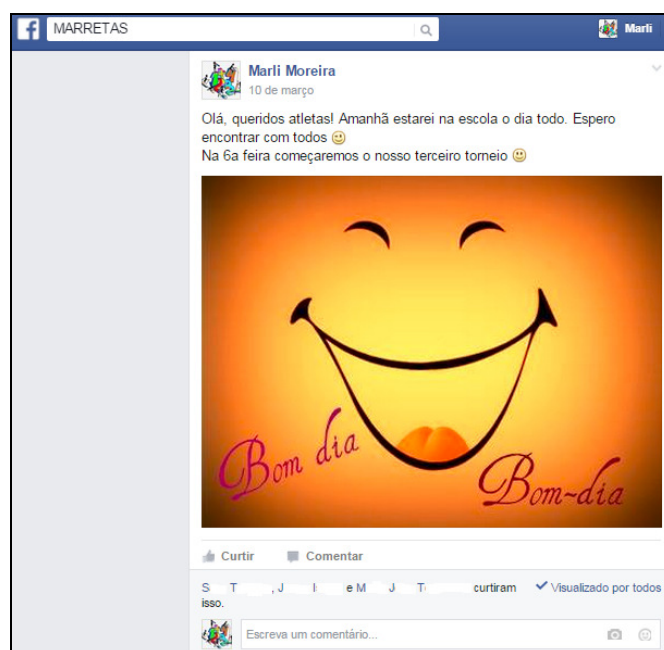 MARRETAS
Marli
Marli Moreira
10 de março
Olá, queridos atletas! Amanhã estarei na escola o dia todo. Espero
encontrar com todos
Na 6a feira começaremos o nosso terceiro torneio
Bom dia
Bom-dia
Curtir
Comentar
S T , J I e M J T curtiram
isso.
Visualizado por todos
Escreva um comentário...